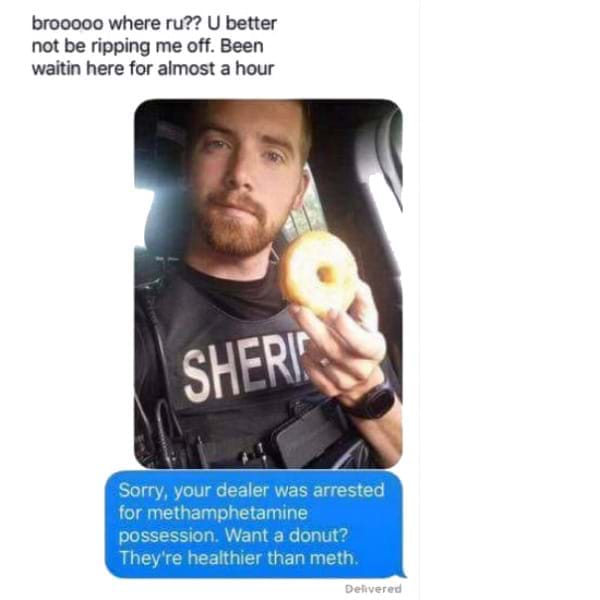 brooooo where ru?? U better
not be ripping me off. Been
waitin here for almost a hour
SHERI
Sorry, your dealer was arrested
for methamphetamine
possession. Want a donut?
They're healthier than meth.
Delivered